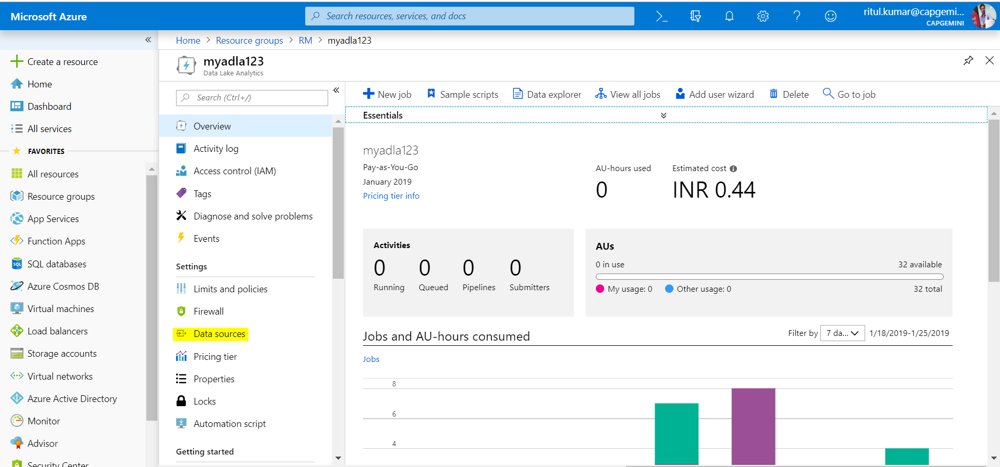 Microsoft Azure
Search resources, services, and docs
ritul.kumar@capgemi...
CAPGEMINI
Home > Resource groups > RM > myadla123
Create a resource
Home
Dashboard
All services
FAVORITES
All resources
Resource groups
App Services
Function Apps
SQL databases
Azure Cosmos DB
Virtual machines
Load balancers
Storage accounts
Virtual networks
Azure Active Directory
Monitor
Advisor
Security Center
myadla123
Data Lake Analytics
Search (Ctrl+/)
Overview
Activity log
Access control (IAM)
Tags
Diagnose and solve problems
Events
Settings
Limits and policies
Firewall
Data sources
Pricing tier
Properties
Locks
Automation script
Getting started
New job Sample scripts Data explorer View all jobs Add user wizard Delete Go to job
Essentials
myadla123
Pay-as-You-Go
January 2019
Pricing tier info
AU-hours used Estimated cost
0 INR 0.44
Activities
0 0 0 0
Running Queued Pipelines Submitters
AUs
0 in use 32 available
My usage: 0 Other usage: 0 32 total
Jobs and AU-hours consumed
Filter by 7 da... 1/18/2019-1/25/2019
Jobs
8
6
4